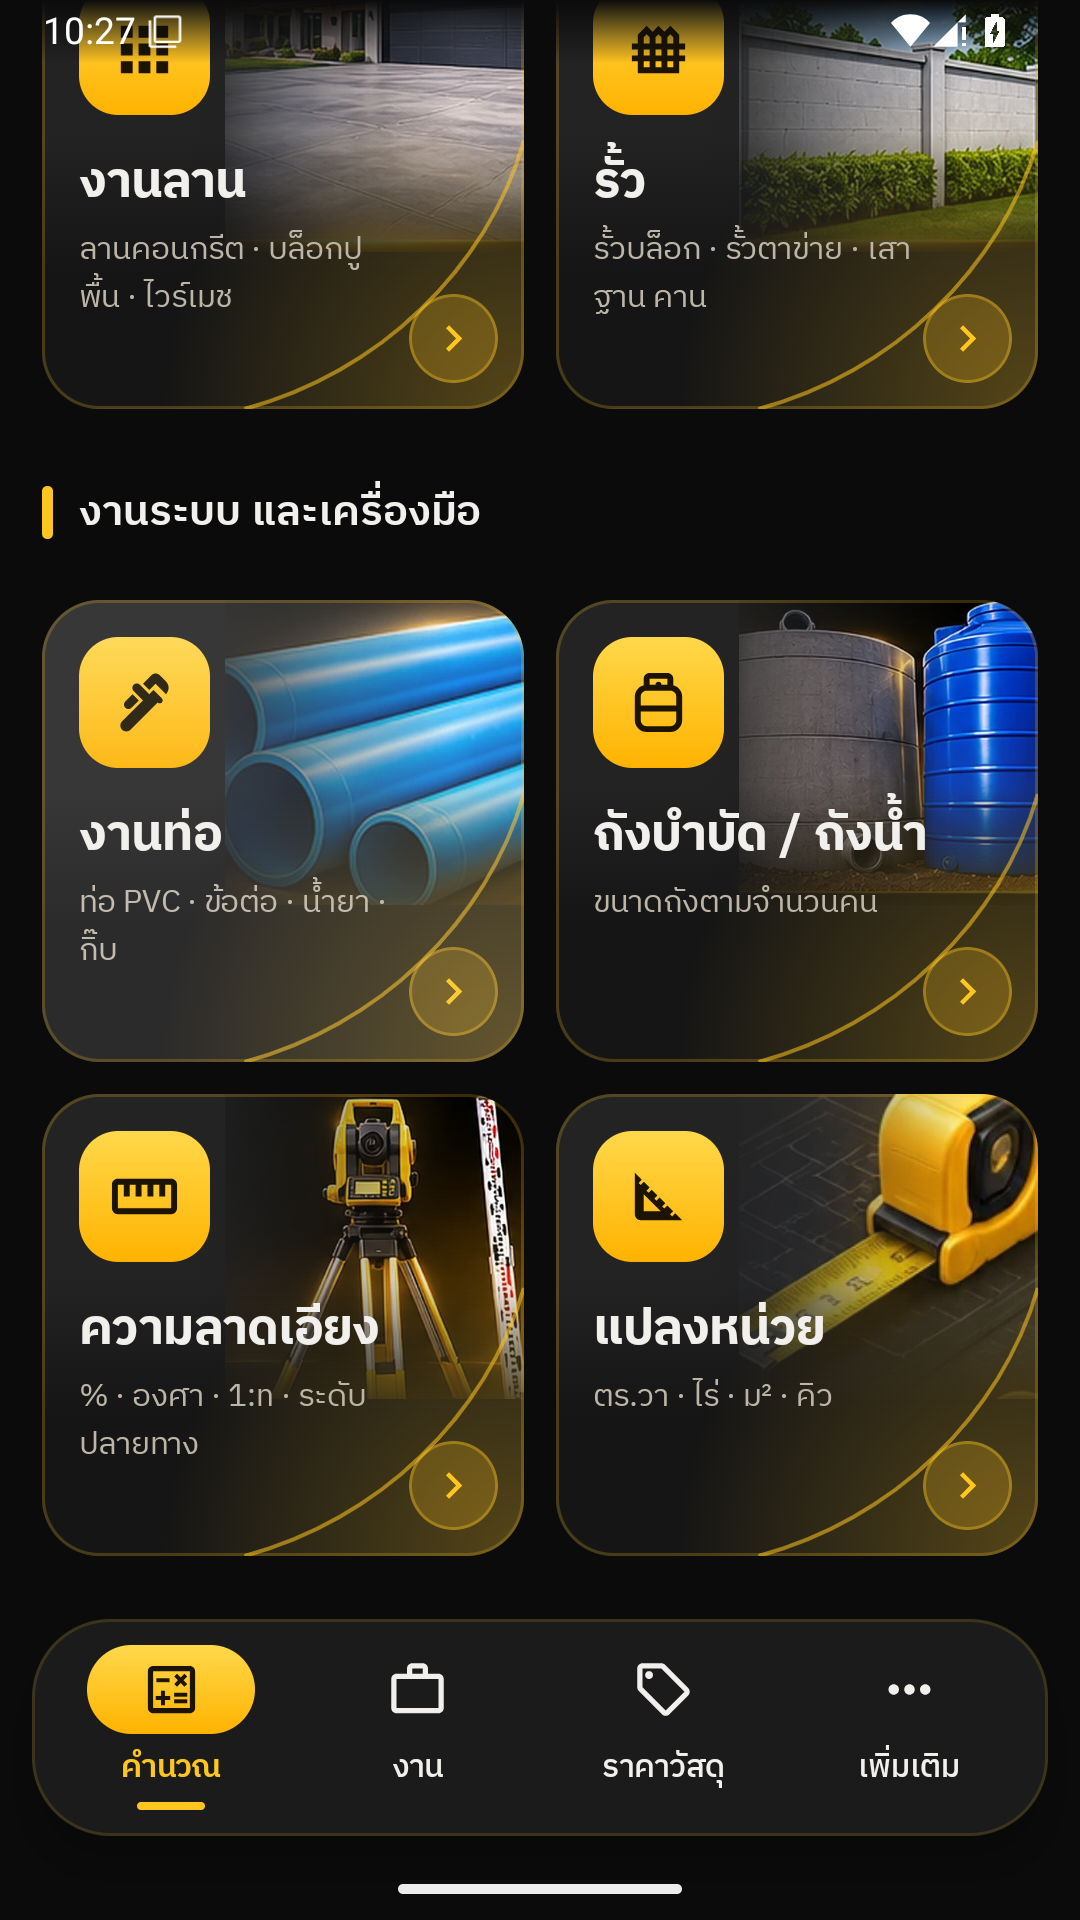 10:27
งานลาน
ลานคอนกรีต · บล็อกปู
พื้น · ไวร์เมช
รั้ว
รั้วบล็อก · รั้วตาข่าย · เสา
ฐาน คาน
งานระบบ และเครื่องมือ
งานท่อ
ท่อ PVC · ข้อต่อ · น้ำยา ·
กิ๊บ
ถังบำบัด / ถังน้ำ
ขนาดถังตามจำนวนคน
ความลาดเอียง
% · องศา · 1:ท · ระดับ
ปลายทาง
แปลงหน่วย
ตร.วา · ไร่ · ม² · คิว
คำนวณ
งาน
ราคาวัสดุ
เพิ่มเติม